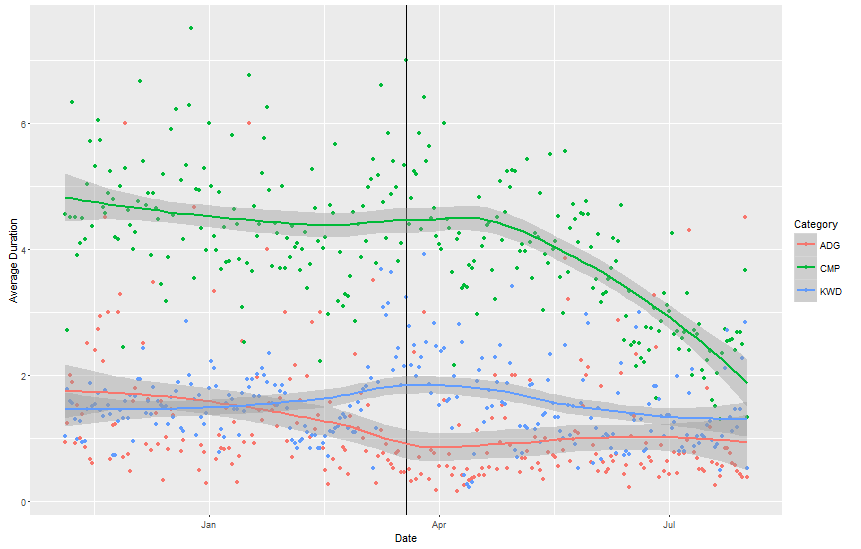 Average Duration
6
4
2
0
Jan
Apr
Jul
Date
Category
ADG
CMP
KWD